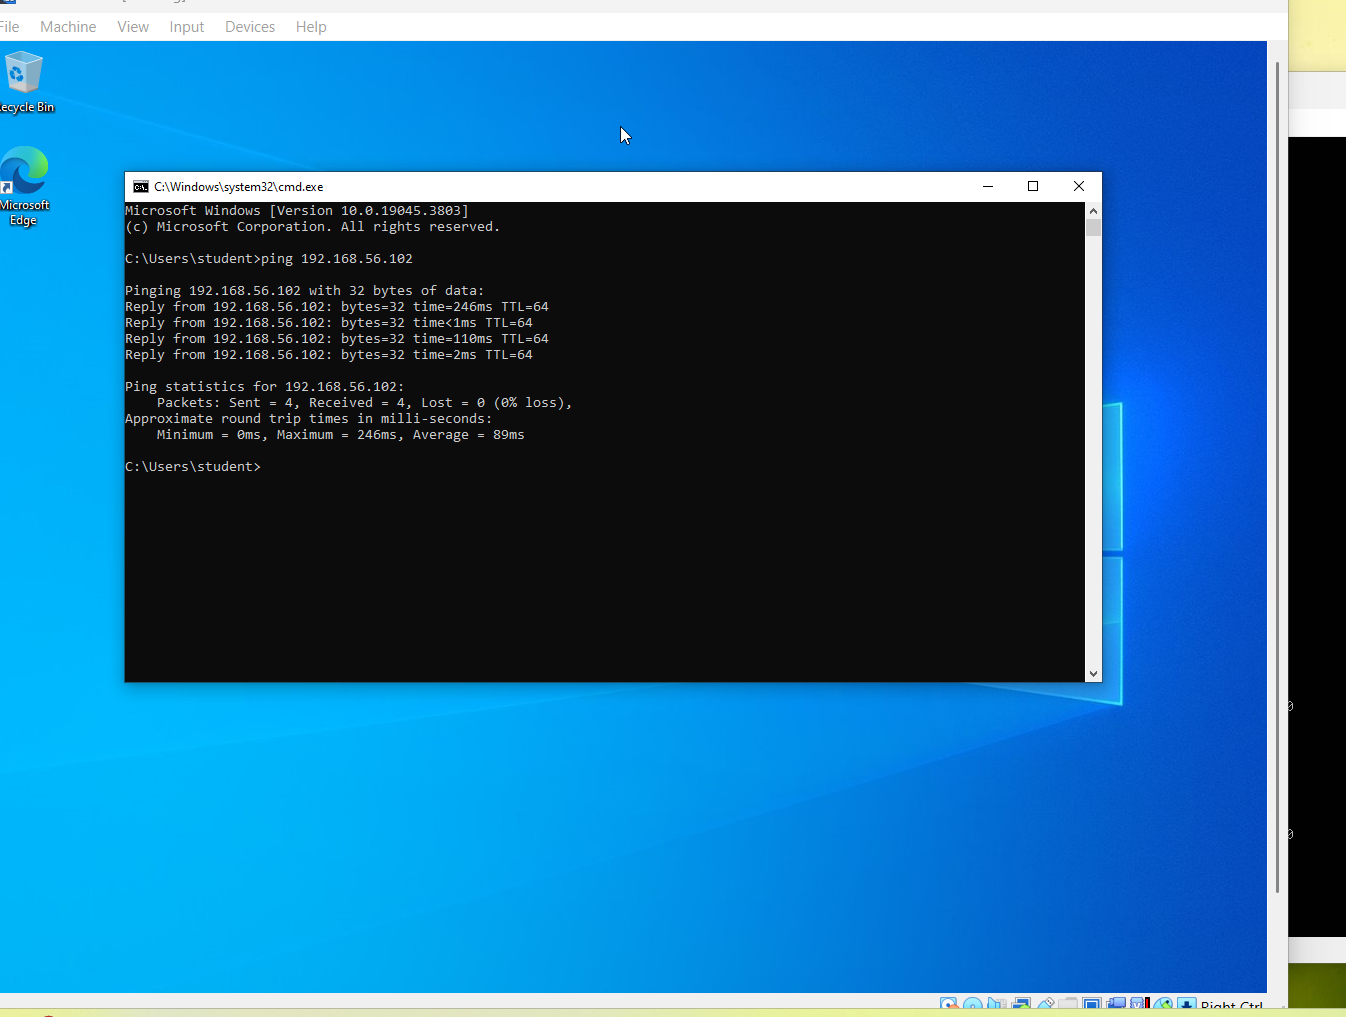 File Machine View Input Devices Help
Recycle Bin
Microsoft
Edge
C:\Windows\system32\cmd.exe
Microsoft Windows [Version 10.0.19045.3803]
(c) Microsoft Corporation. All rights reserved.
C:\Users\student>ping 192.168.56.102
Pinging 192.168.56.102 with 32 bytes of data:
Reply from 192.168.56.102: bytes=32 time=246ms TTL=64
Reply from 192.168.56.102: bytes=32 time<1ms TTL=64
Reply from 192.168.56.102: bytes=32 time=110ms TTL=64
Reply from 192.168.56.102: bytes=32 time=2ms TTL=64
Ping statistics for 192.168.56.102:
    Packets: Sent = 4, Received = 4, Lost = 0 (0% loss),
Approximate round trip times in milli-seconds:
    Minimum = 0ms, Maximum = 246ms, Average = 89ms
C:\Users\student>
Right Ctrl